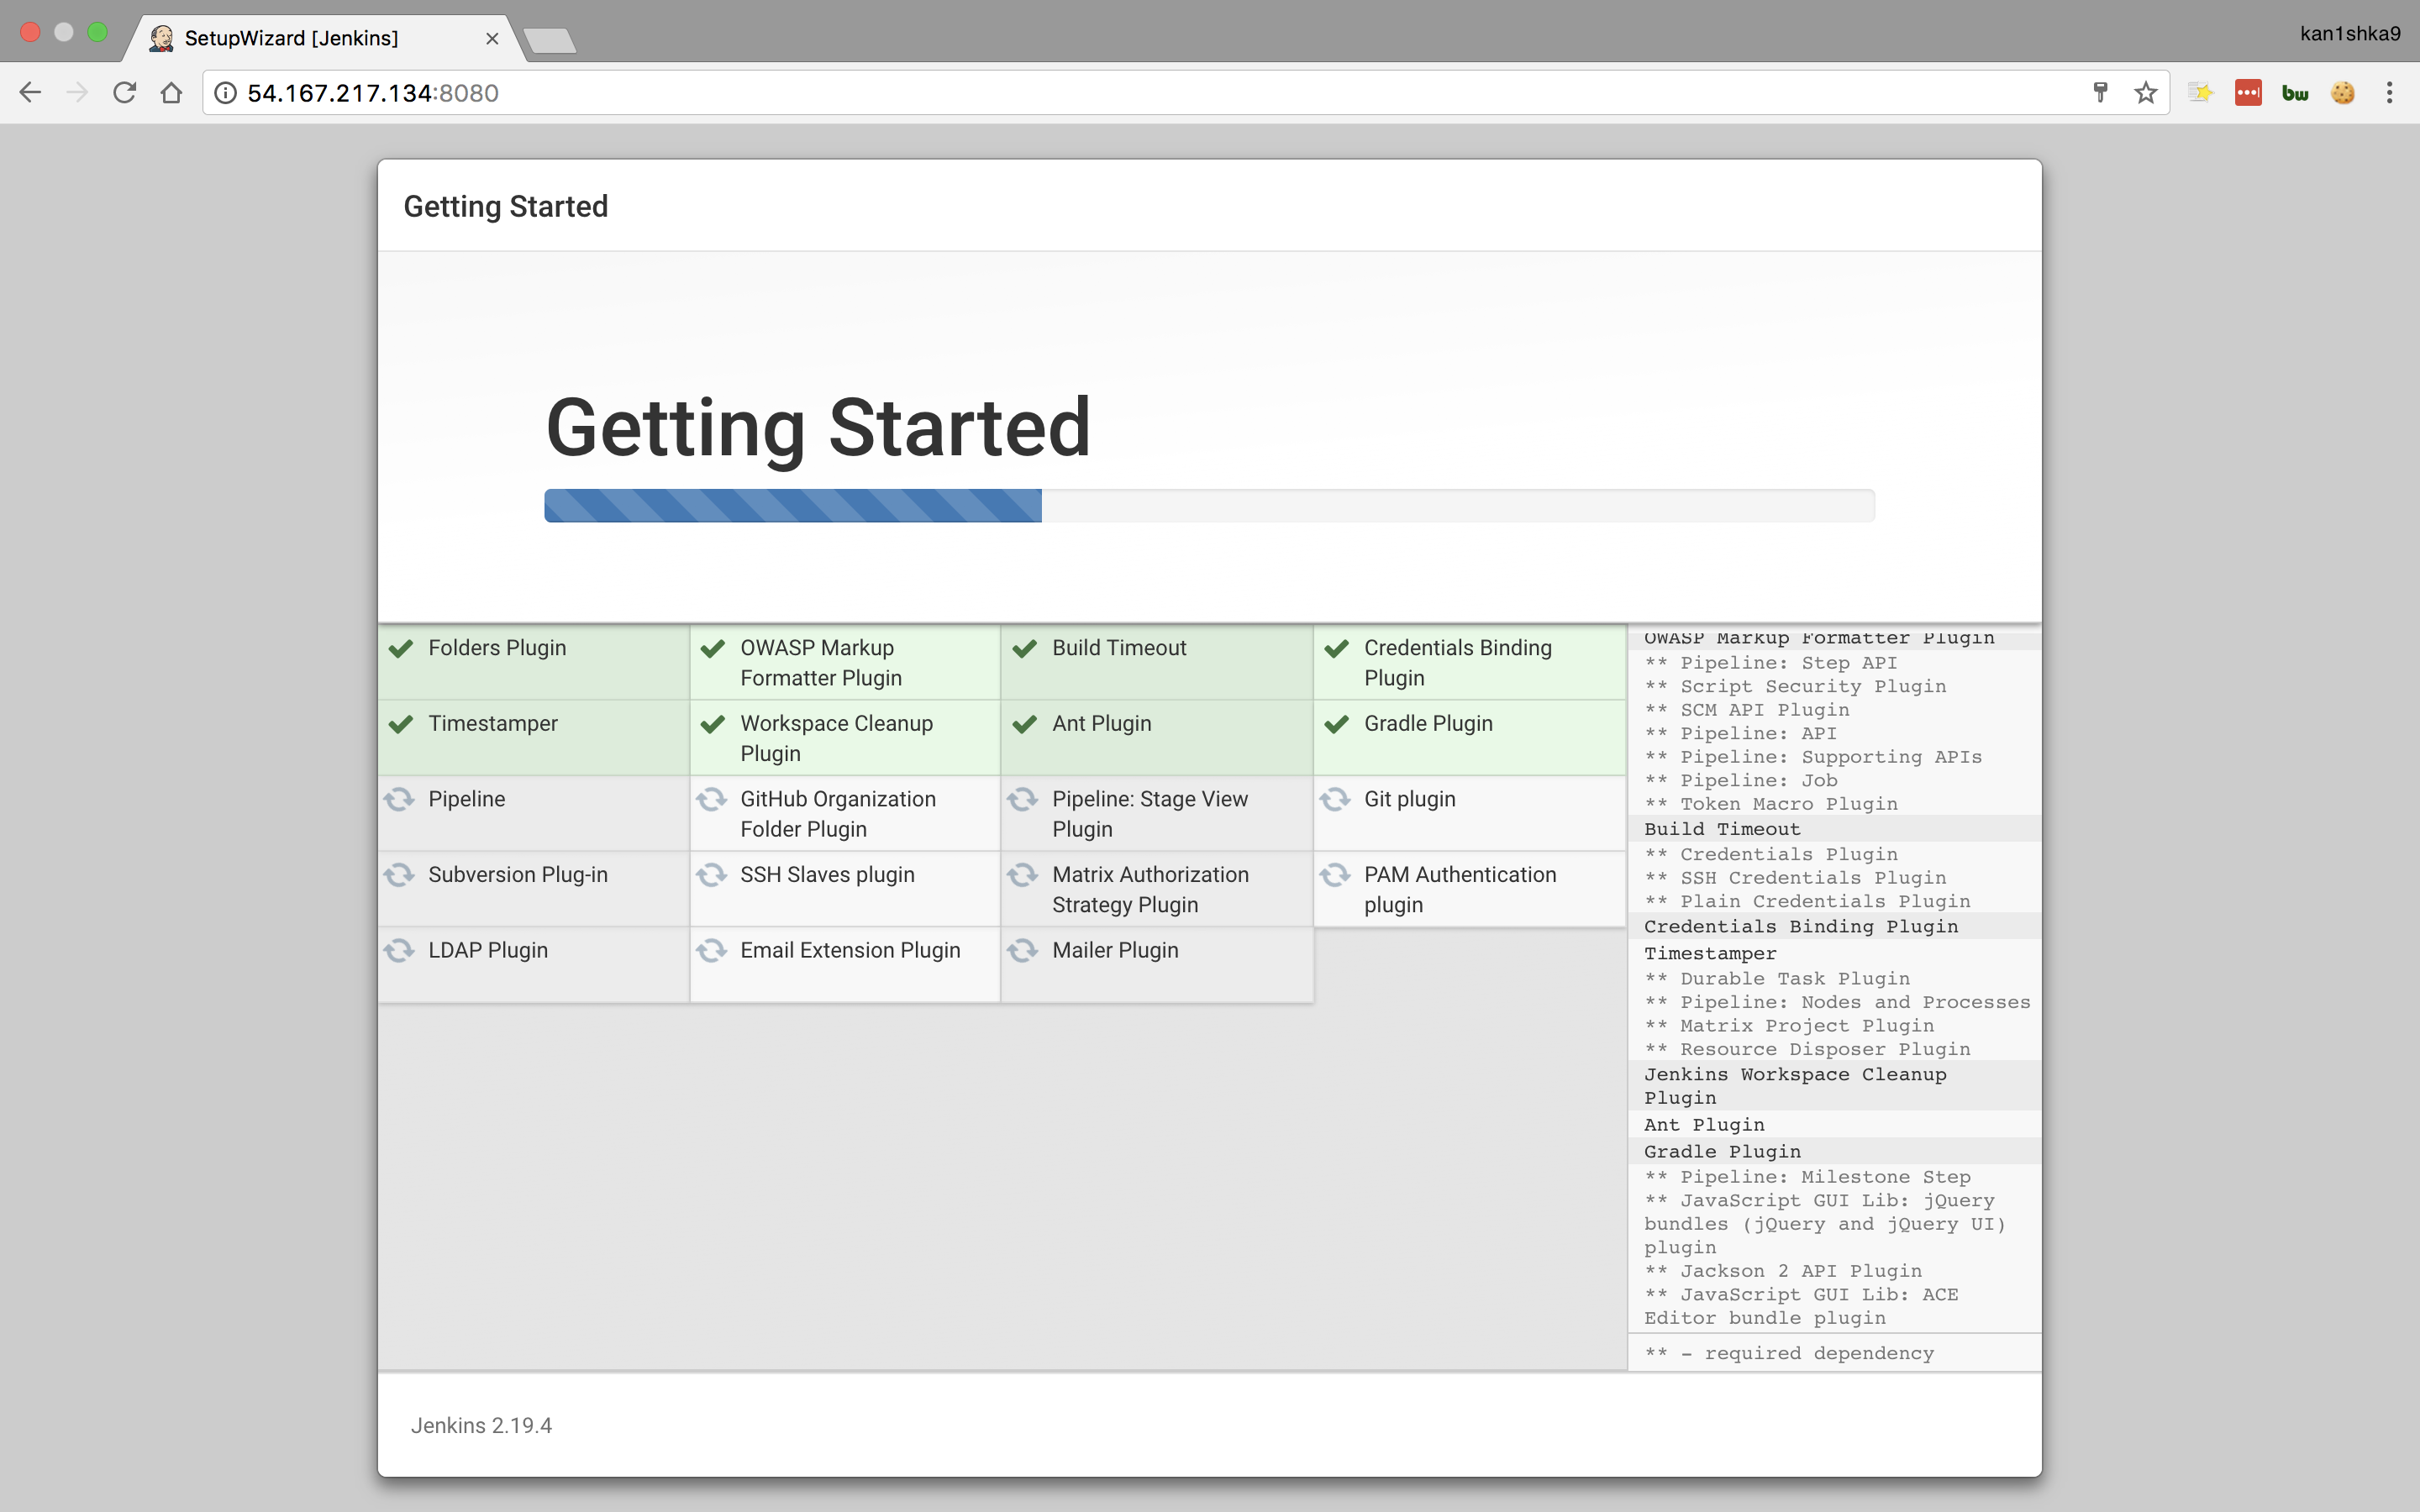 SetupWizard [Jenkins]
kan1shka9
54.167.217.134:8080
bw
Getting Started
Getting Started
Folders Plugin
OWASP Markup
Formatter Plugin
Build Timeout
Credentials Binding
Plugin
Timestamper
Workspace Cleanup
Plugin
Ant Plugin
Gradle Plugin
Pipeline
GitHub Organization
Folder Plugin
Pipeline: Stage View
Plugin
Git plugin
Subversion Plug-in
SSH Slaves plugin
Matrix Authorization
Strategy Plugin
PAM Authentication
plugin
LDAP Plugin
Email Extension Plugin
Mailer Plugin
OWASP Markup Formatter Plugin
** Pipeline: Step API
** Script Security Plugin
** SCM API Plugin
** Pipeline: API
** Pipeline: Supporting APIs
** Pipeline: Job
** Token Macro Plugin
Build Timeout
** Credentials Plugin
** SSH Credentials Plugin
** Plain Credentials Plugin
Credentials Binding Plugin
Timestamper
** Durable Task Plugin
** Pipeline: Nodes and Processes
** Matrix Project Plugin
** Resource Disposer Plugin
Jenkins Workspace Cleanup
Plugin
Ant Plugin
Gradle Plugin
** Pipeline: Milestone Step
** JavaScript GUI Lib: jQuery
bundles (jQuery and jQuery UI)
plugin
** Jackson 2 API Plugin
** JavaScript GUI Lib: ACE
Editor bundle plugin
** - required dependency
Jenkins 2.19.4